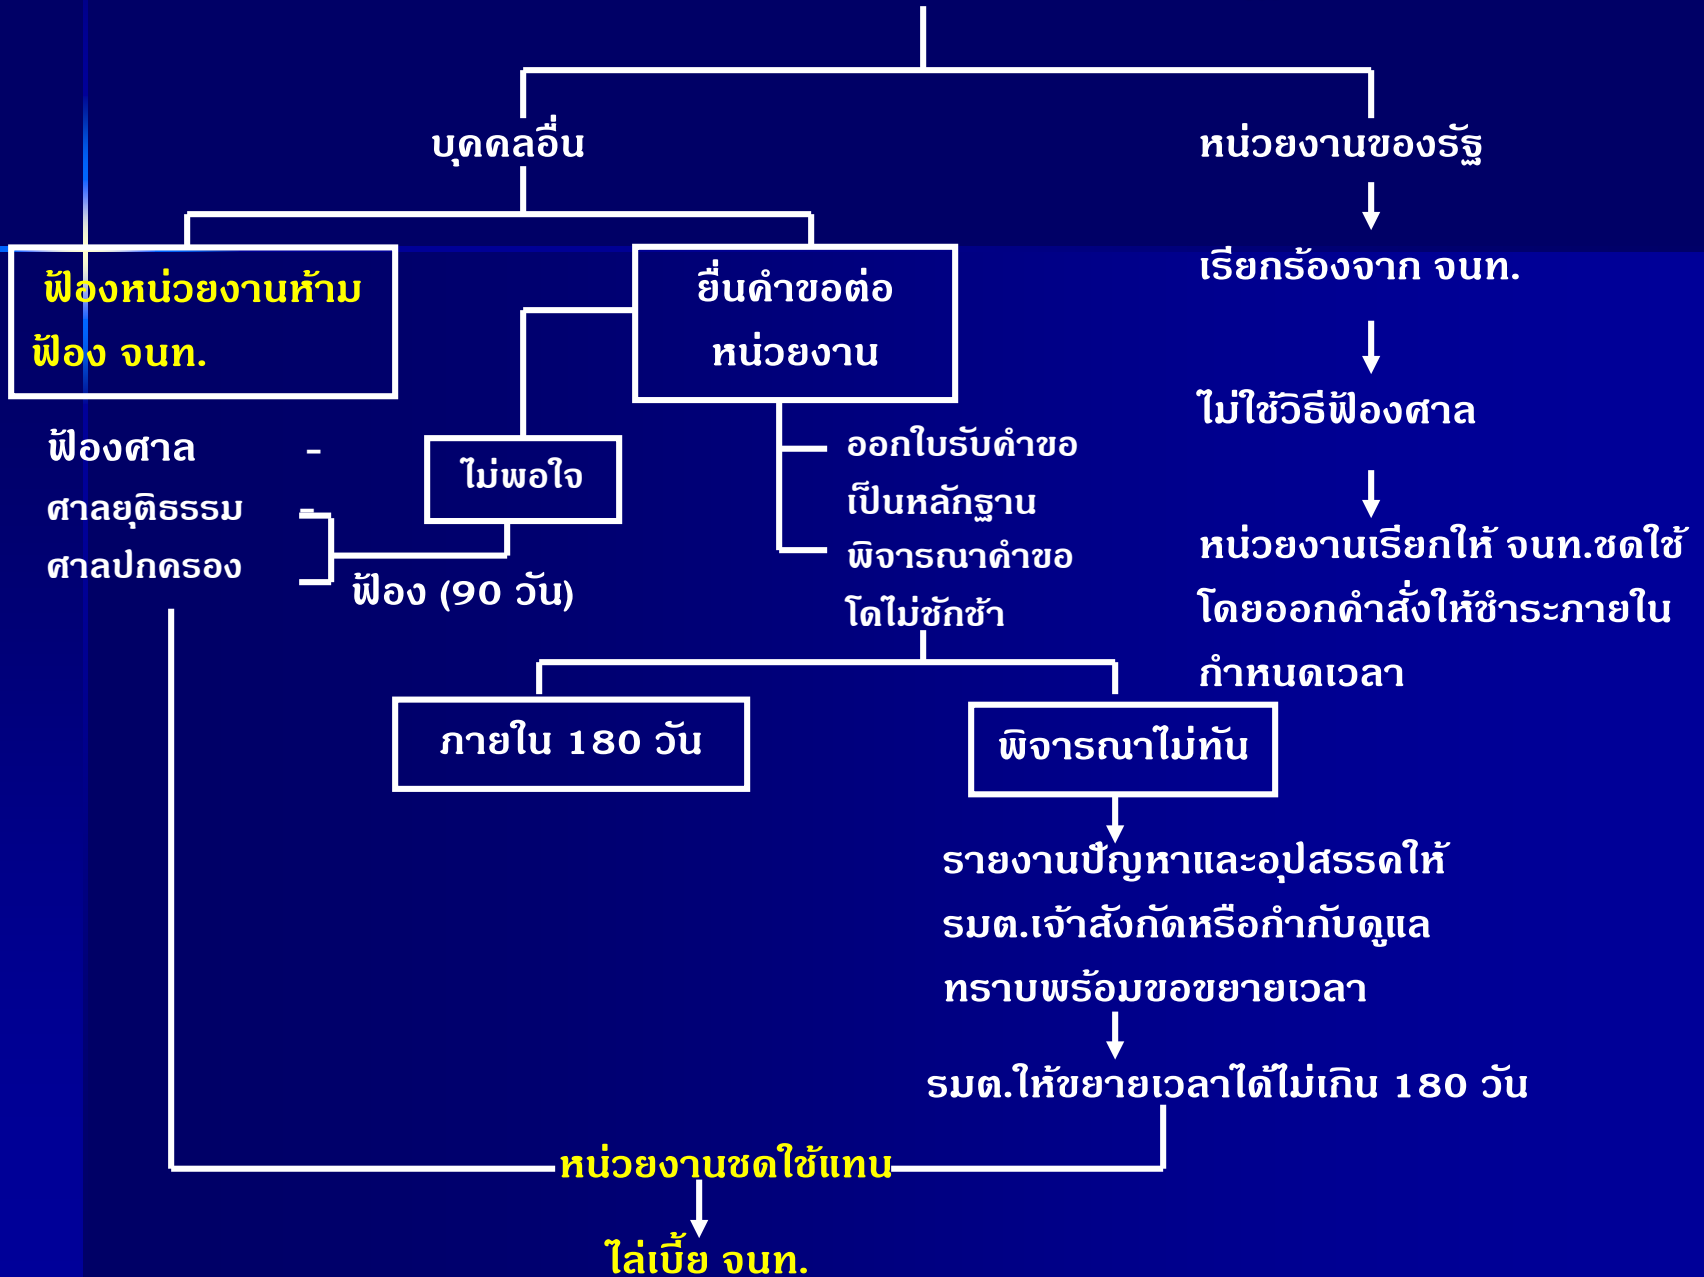 บุคคลอื่น
หน่วยงานของรัฐ
ฟ้องหน่วยงานห้าม
ฟ้อง จนท.
ยื่นคำขอต่อ
หน่วยงาน
เรียกร้องจาก จนท.
ไม่ใช้วิธีฟ้องศาล
หน่วยงานเรียกให้ จนท.ชดใช้
โดยออกคำสั่งให้ชำระภายใน
กำหนดเวลา
ฟ้องศาล -
ศาลยุติธรรม -
ศาลปกครอง
ไม่พอใจ
ฟ้อง (90 วัน)
ออกใบรับคำขอ
เป็นหลักฐาน
พิจารณาคำขอ
โดไม่ชักช้า
ภายใน 180 วัน
พิจารณาไม่ทัน
รายงานปัญหาและอุปสรรคให้
รมต.เจ้าสังกัดหรือกำกับดูแล
ทราบพร้อมขอขยายเวลา
รมต.ให้ขยายเวลาได้ไม่เกิน 180 วัน
หน่วยงานชดใช้แทน
ไล่เบี้ย จนท.